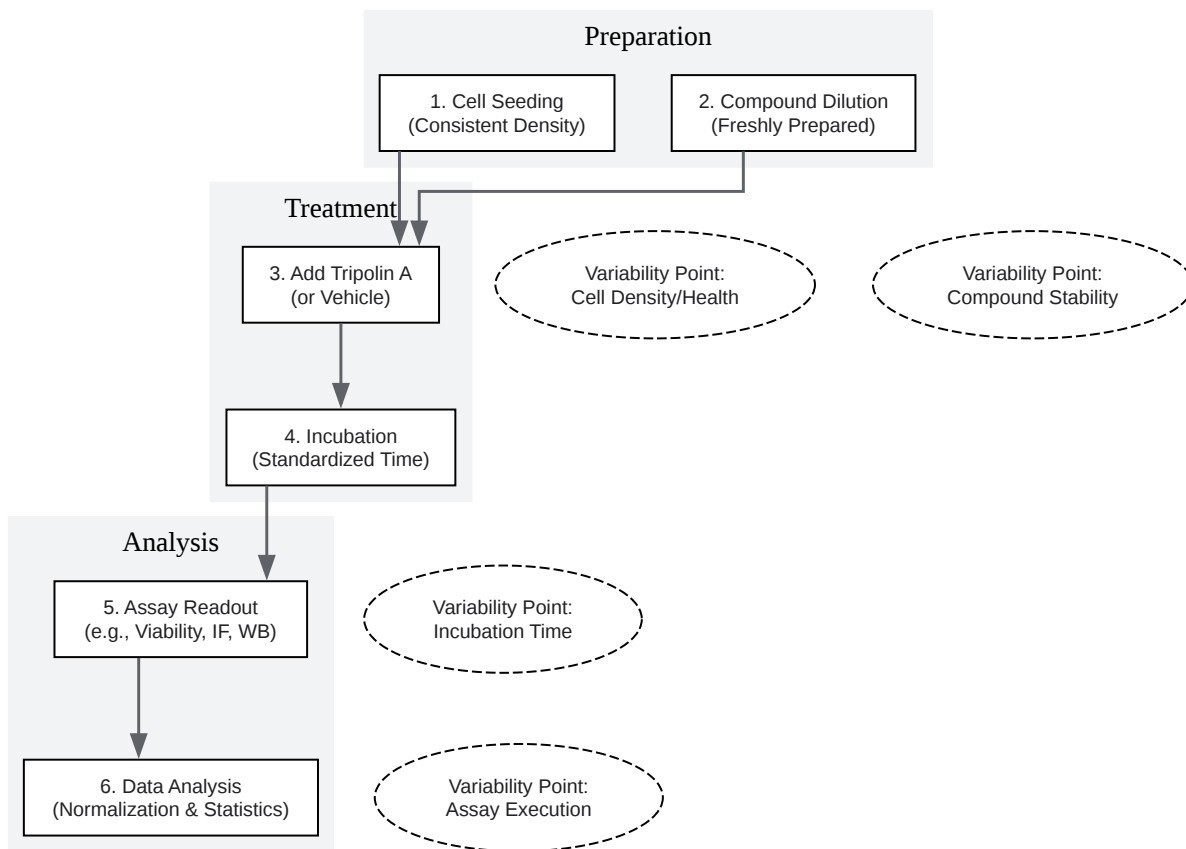 Preparation
1. Cell Seeding
(Consistent Density)
2. Compound Dilution
(Freshly Prepared)
Treatment
3. Add Tripolin A
(or Vehicle)
Variability Point:
Cell Density/Health
Variability Point:
Compound Stability
4. Incubation
(Standardized Time)
Analysis
5. Assay Readout
(e.g., Viability, IF, WB)
Variability Point:
Incubation Time
6. Data Analysis
(Normalization & Statistics)
Variability Point:
Assay Execution